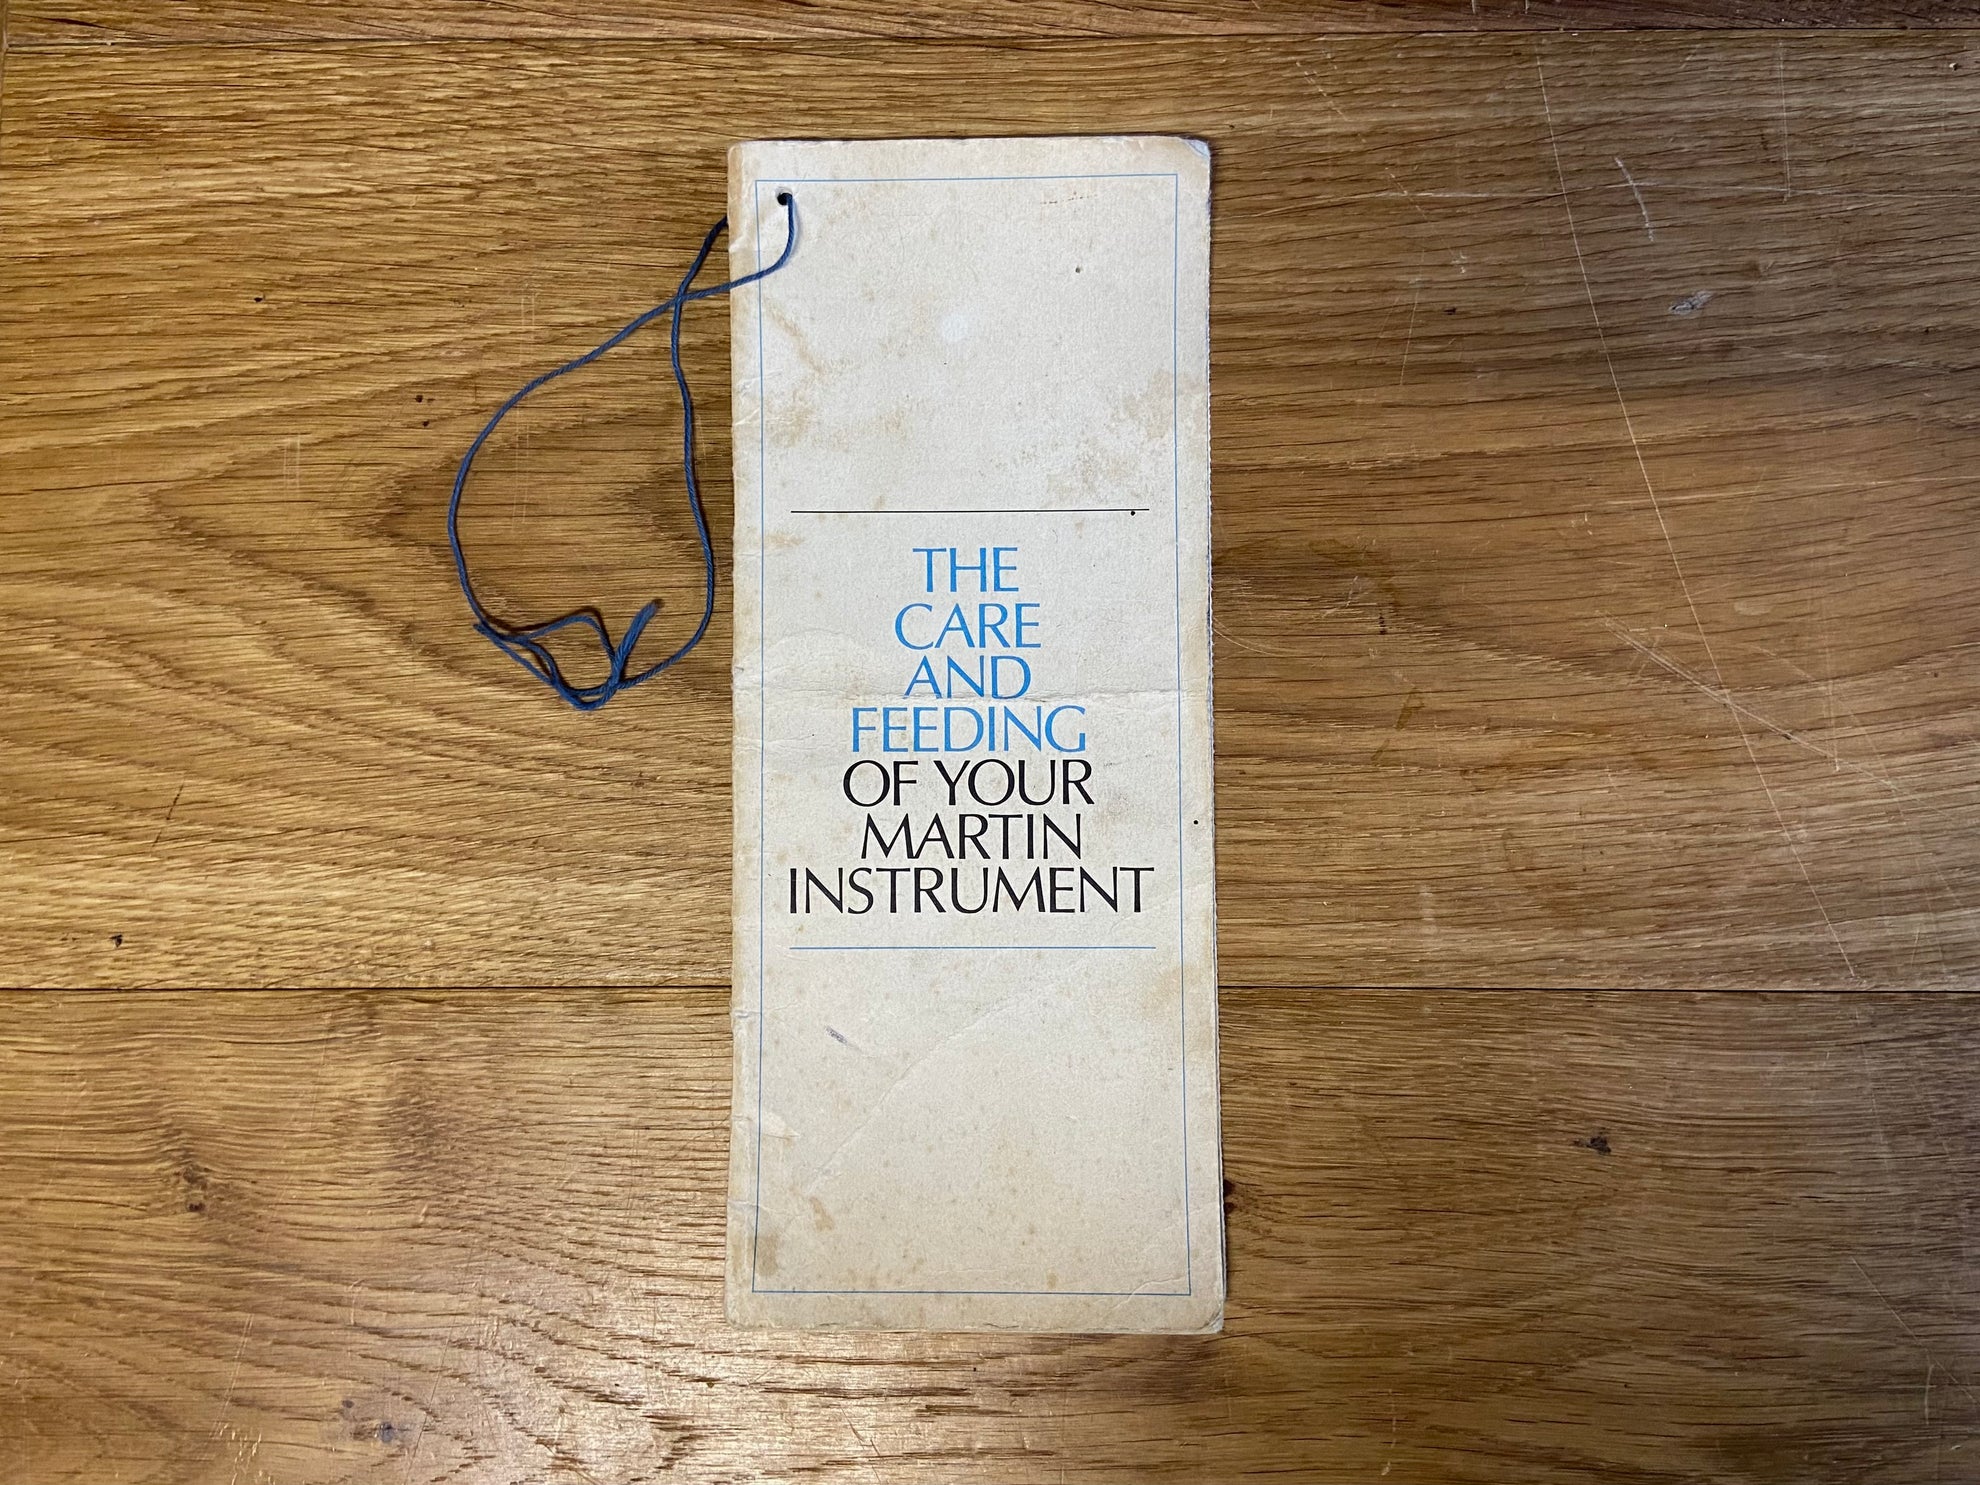 THE
CARE
AND
FEEDING
OF YOUR
MARTIN
INSTRUMENT